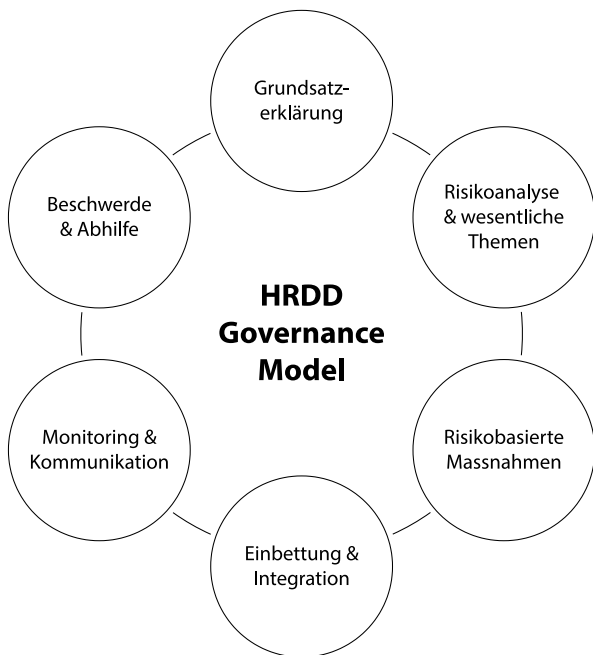 Grundsatz-
erklärung
Risikoanalyse
& wesentliche
Themen
Risikobasierte
Massnahmen
Einbettung &
Integration
Monitoring &
Kommunikation
Beschwerde
& Abhilfe
HRDD
Governance
Model